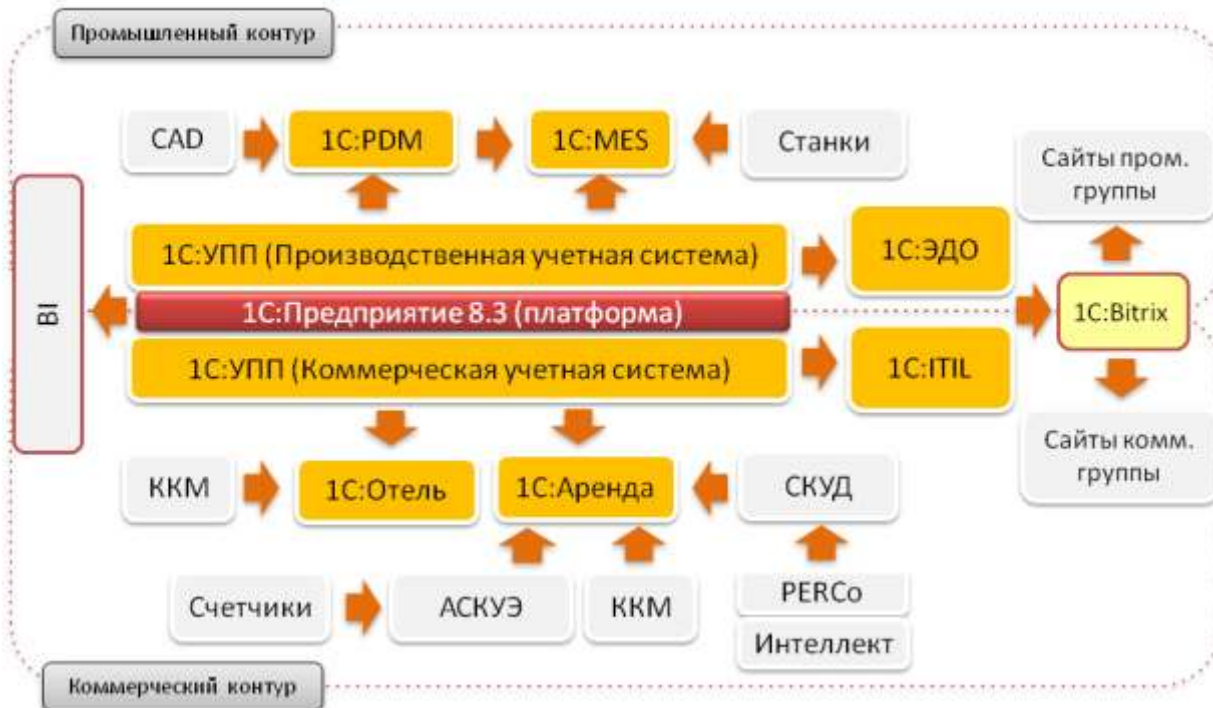 Промышленный контур
CAD
1С:PDM
1С:MES
Станки
Сайты пром.
группы
BI
1С:УПП (Производственная учетная система)
1С:ЭДО
1С:Предприятие 8.3 (платформа)
1С:Bitrix
1С:УПП (Коммерческая учетная система)
1С:ITIL
Сайты комм.
группы
ККМ
1С:Отель
1С:Аренда
СКУД
Счетчики
АСКУЭ
ККМ
PERCo
Интеллект
Коммерческий контур